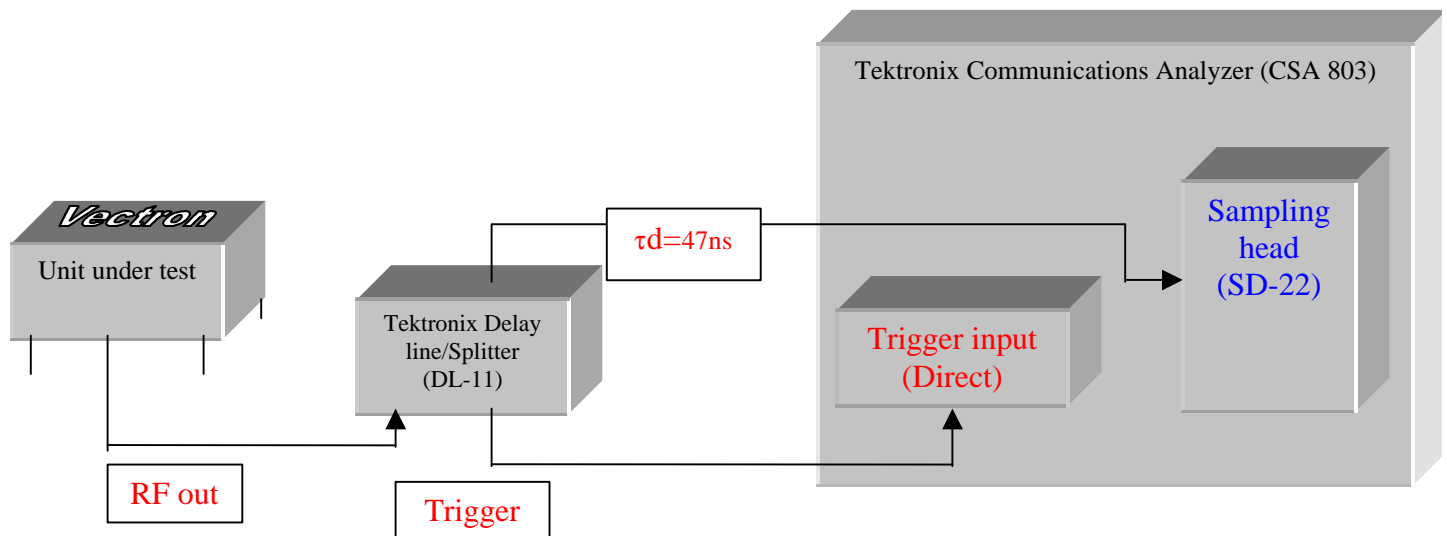 Tektronix Communications Analyzer (CSA 803)
Vectron
Unit under test
τd=47ns
Sampling
head
(SD-22)
Tektronix Delay
line/Splitter
(DL-11)
Trigger input
(Direct)
RF out
Trigger